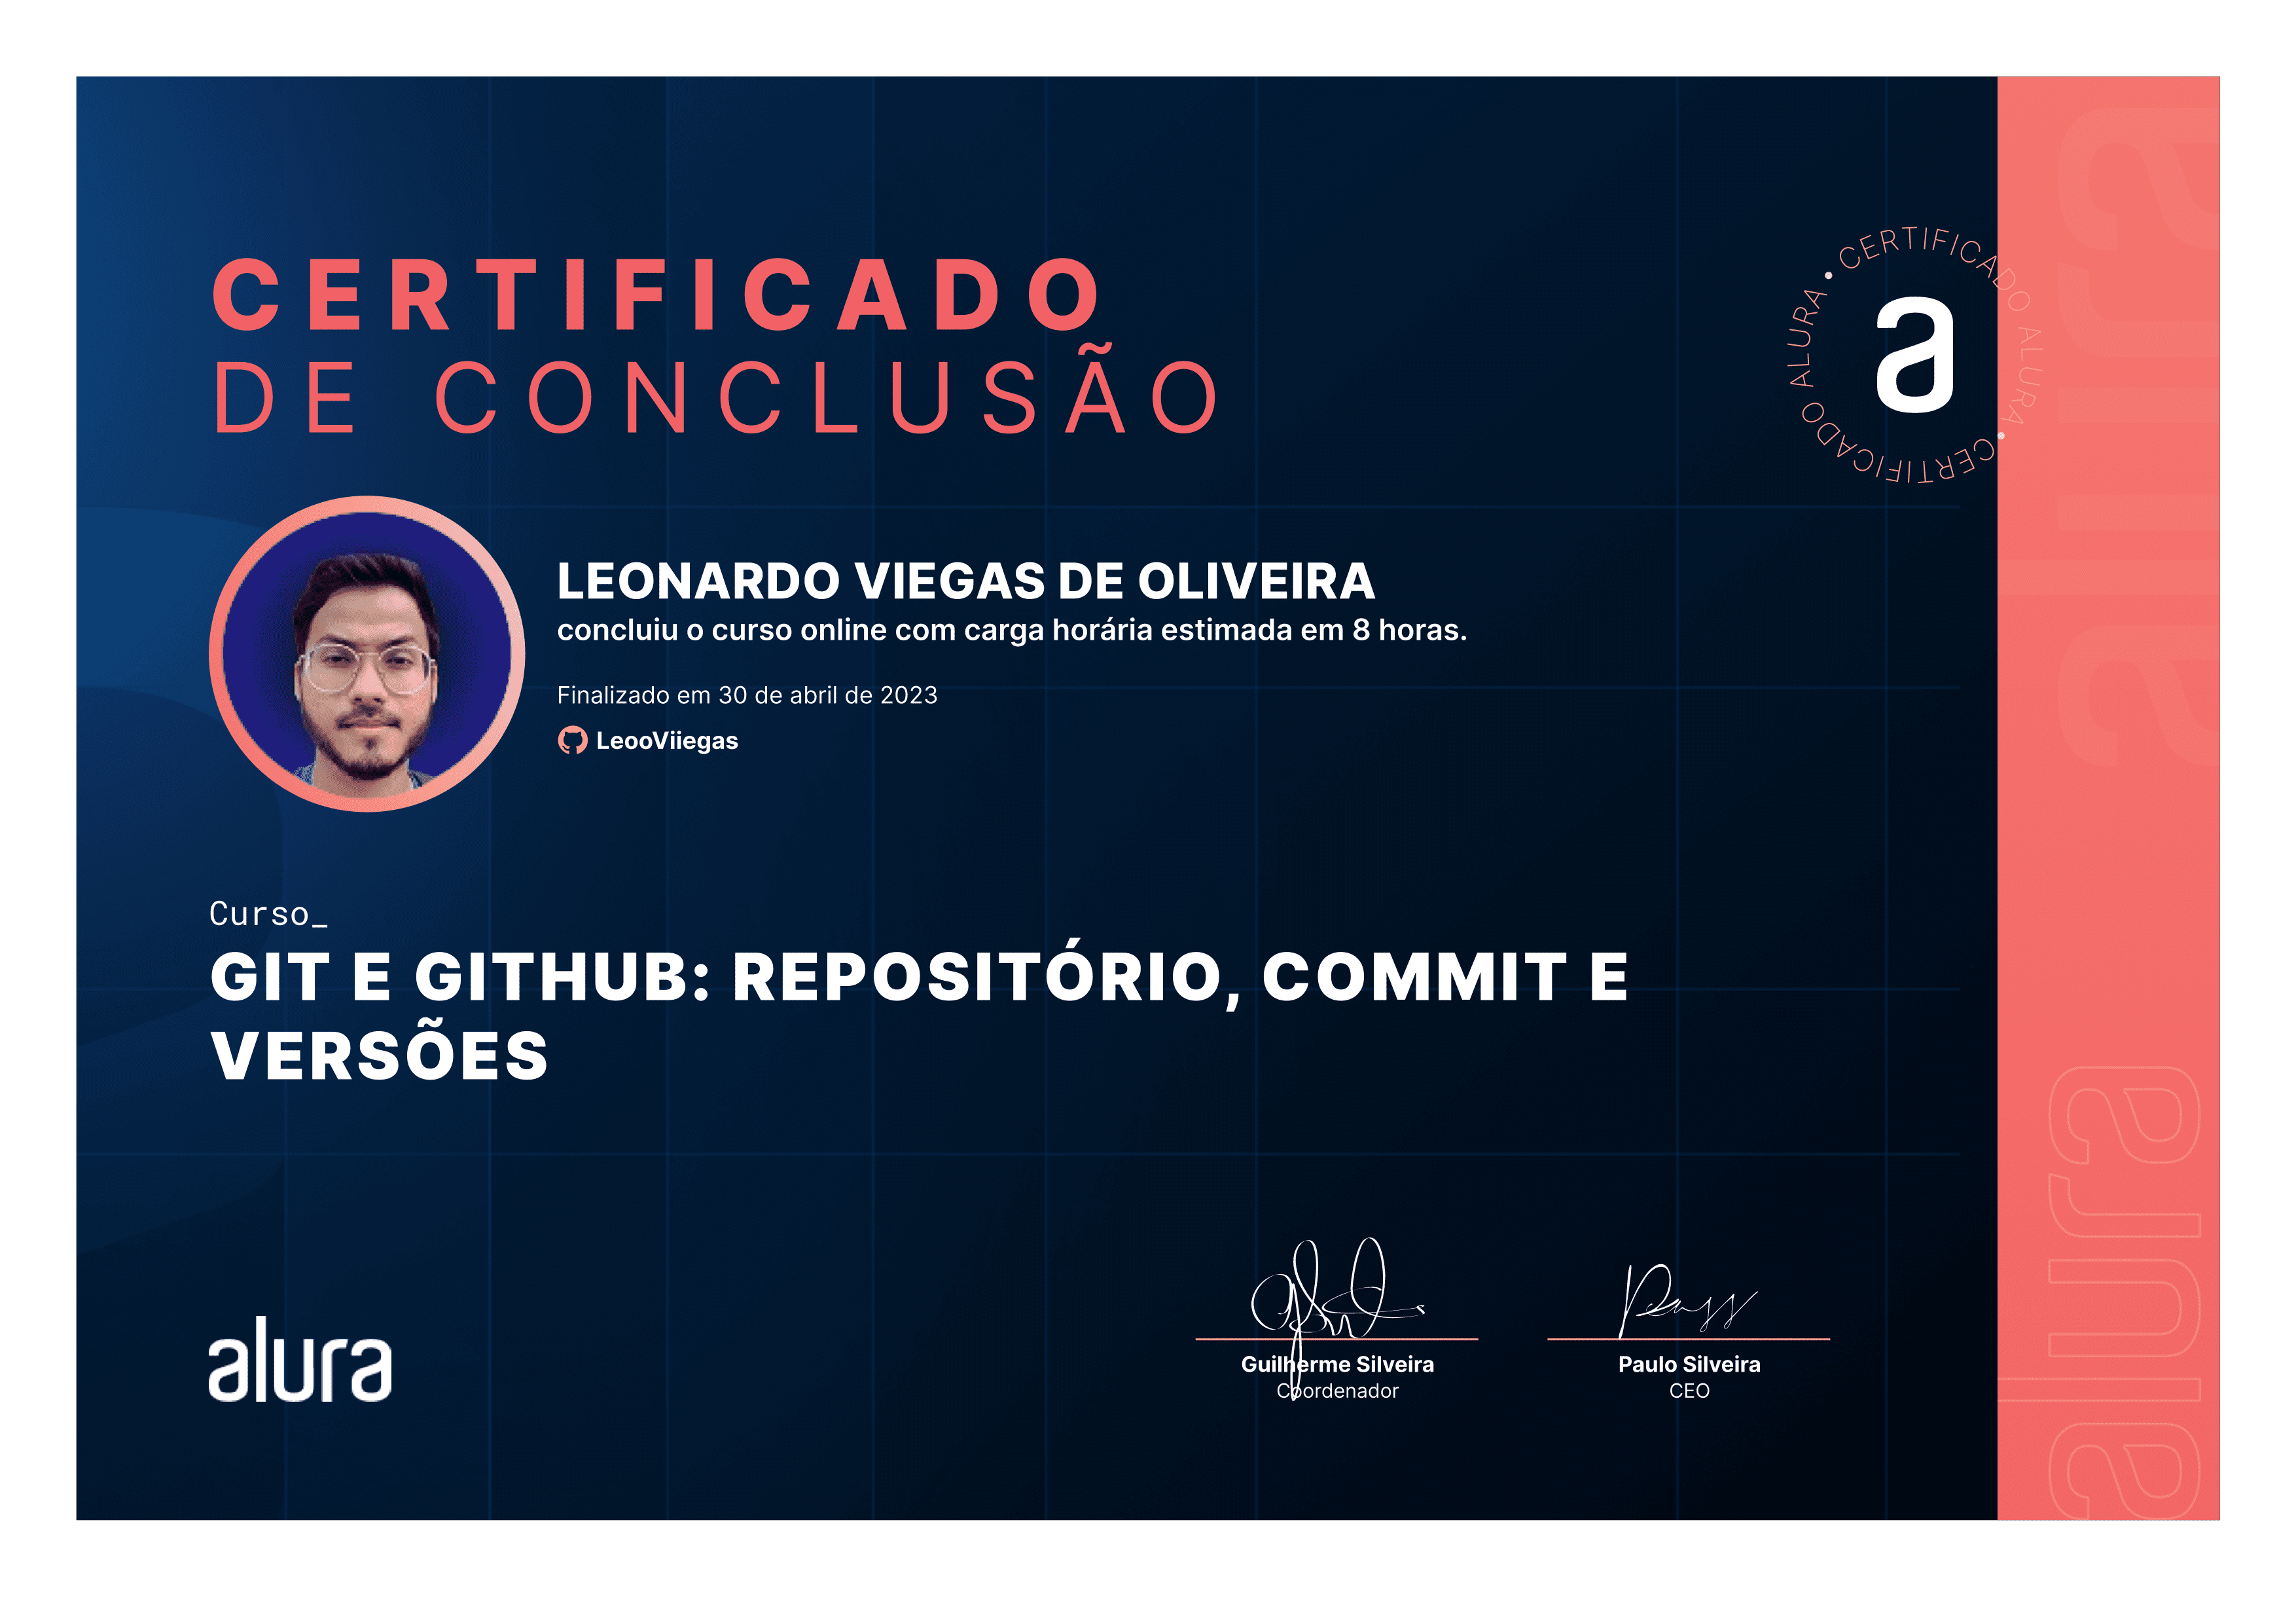 CERTIFICADO
DE CONCLUSÃO
• CERTIFICADO ALURA • CERTIFICADO ALURA
a
LEONARDO VIEGAS DE OLIVEIRA
concluiu o curso online com carga horária estimada em 8 horas.
Finalizado em 30 de abril de 2023
LeooViiegas
Curso_
GIT E GITHUB: REPOSITÓRIO, COMMIT E
VERSÕES
alura
Guilherme Silveira
Coordenador
Paulo Silveira
CEO
alura
alura